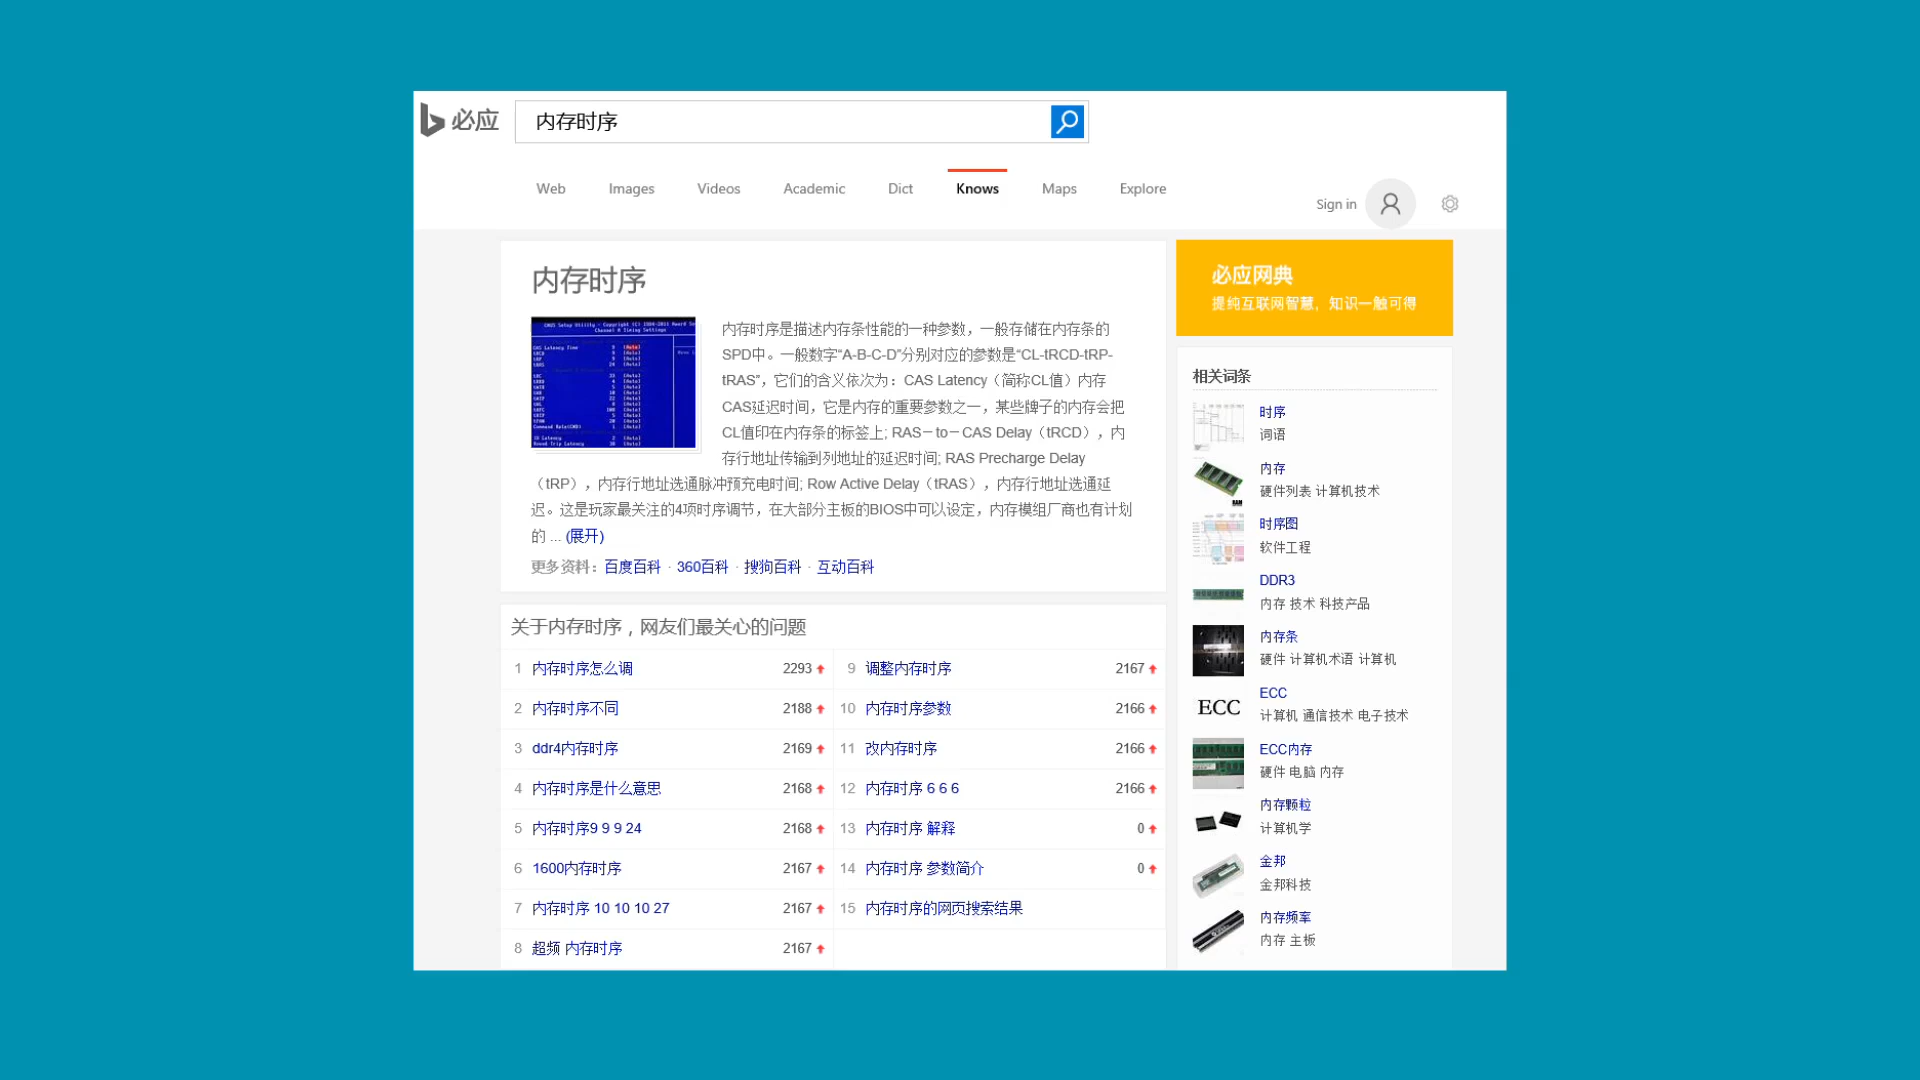 必应
内存时序
Web Images Videos Academic Dict Knows Maps Explore
Sign in
内存时序
内存时序是描述内存条性能的一种参数，一般存储在内存条的
SPD中。一般数字“A-B-C-D”分别对应的参数是“CL-tRCD-tRP-
tRAS”，它们的含义依次为：CAS Latency（简称CL值）内存
CAS延迟时间，它是内存的重要参数之一，某些牌子的内存会把
CL值印在内存条的标签上; RAS－to－CAS Delay（tRCD），内
存行地址传输到列地址的延迟时间; RAS Precharge Delay
（tRP），内存行地址选通脉冲预充电时间; Row Active Delay（tRAS），内存行地址选通延
迟。这是玩家最关注的4项时序调节，在大部分主板的BIOS中可以设定，内存模组厂商也有计划
的 ... (展开)
更多资料：百度百科 · 360百科 · 搜狗百科 · 互动百科
关于内存时序，网友们最关心的问题
1 内存时序怎么调 2293
2 内存时序不同 2188
3 ddr4内存时序 2169
4 内存时序是什么意思 2168
5 内存时序9 9 9 24 2168
6 1600内存时序 2167
7 内存时序 10 10 10 27 2167
8 超频 内存时序 2167
9 调整内存时序 2167
10 内存时序参数 2166
11 改内存时序 2166
12 内存时序 6 6 6 2166
13 内存时序 解释 0
14 内存时序 参数简介 0
15 内存时序的网页搜索结果
必应网典
提纯互联网智慧，知识一触可得
相关词条
时序
词语
内存
硬件列表 计算机技术
时序图
软件工程
DDR3
内存 技术 科技产品
内存条
硬件 计算机术语 计算机
ECC
ECC
计算机 通信技术 电子技术
ECC内存
硬件 电脑 内存
内存颗粒
计算机学
金邦
金邦科技
内存频率
内存 主板